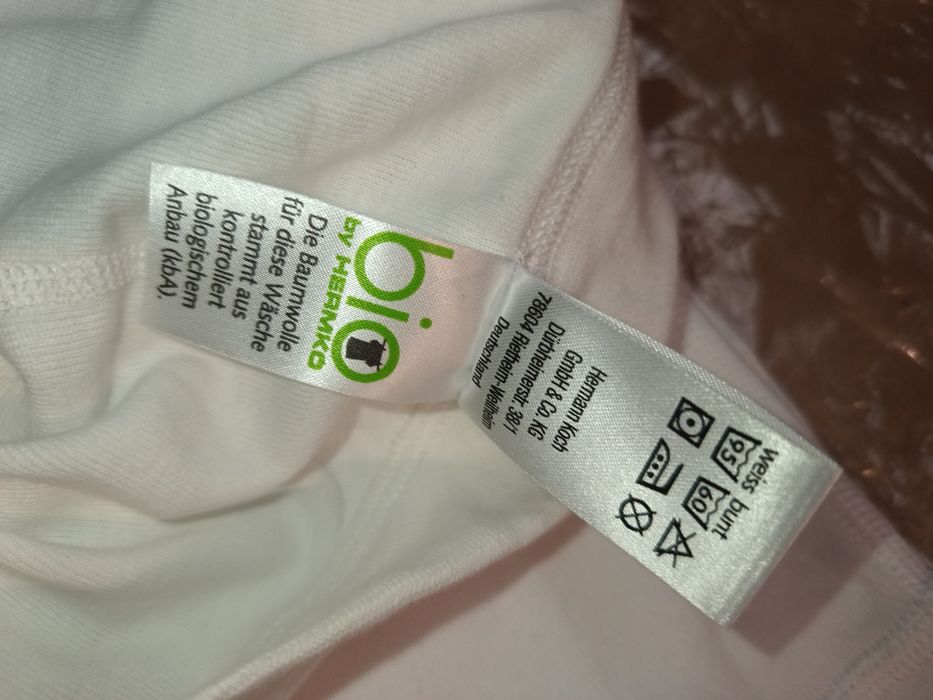 bio
by HERMKO
Die Baumwolle
für diese Wäsche
stammt aus
kontrolliert
biologischem
Anbau (kbA).
weiss bunt
95 60
Hermann Koch
GmbH & Co. KG
Dürbheimerstr. 38/1
78604 Rietheim-Weilheim
Deutschland